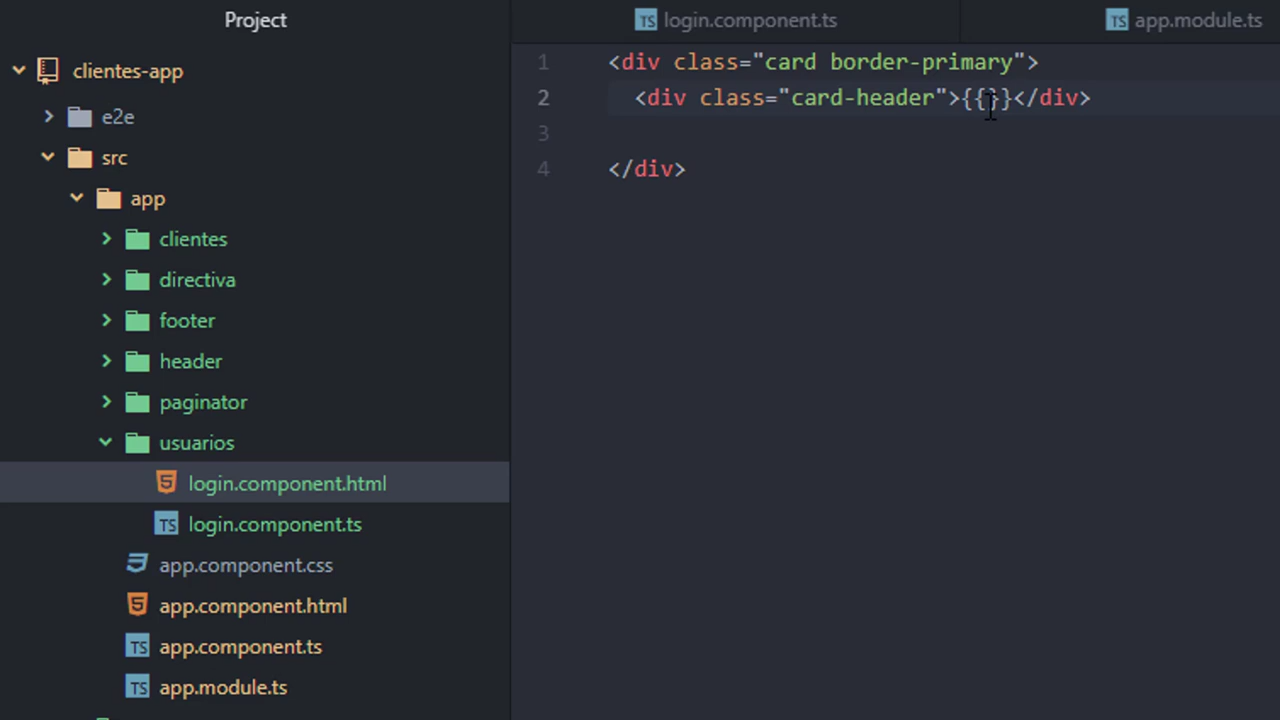 Project
login.component.ts
app.module.ts
clientes-app
e2e
src
app
clientes
directiva
footer
header
paginator
usuarios
login.component.html
login.component.ts
app.component.css
app.component.html
app.component.ts
app.module.ts
1 <div class="card border-primary">
2 <div class="card-header">{{}}</div>
3
4 </div>